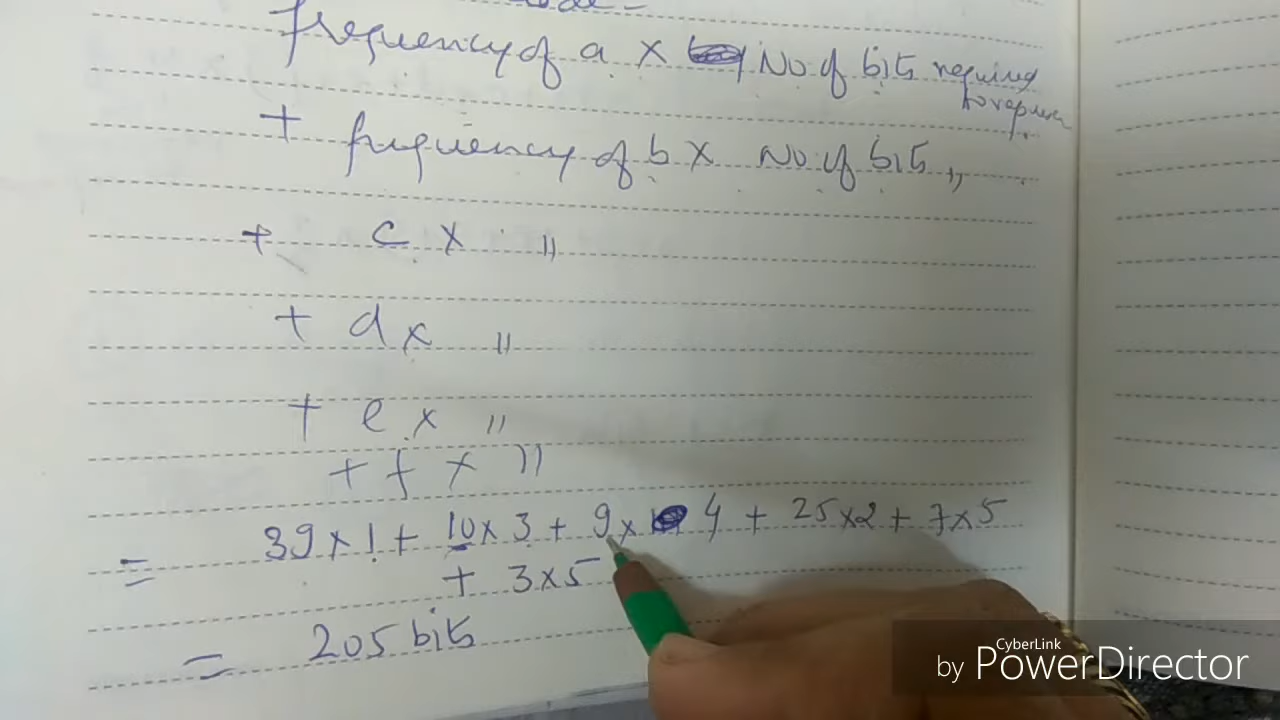 frequency of a x No of bits required
to represe
+ frequency of b x No of bits ,,
+ c x ,,
+ d x ,,
+ e x ,,
+ f x ,,
= 39 x 1 + 10 x 3 + 9 x 4 + 25 x 2 + 7 x 5
+ 3 x 5
= 205 bits
CyberLink
by PowerDirector